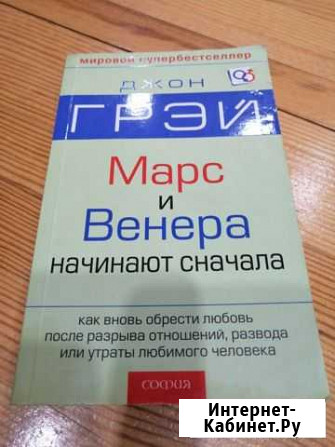 мировой супербестселлер
ДЖОН
ГРЭЙ
Марс
и
Венера
начинают сначала
как вновь обрести любовь
после разрыва отношений, развода
или утраты любимого человека
СОФИЯ
Интернет-
Кабинет.Ру